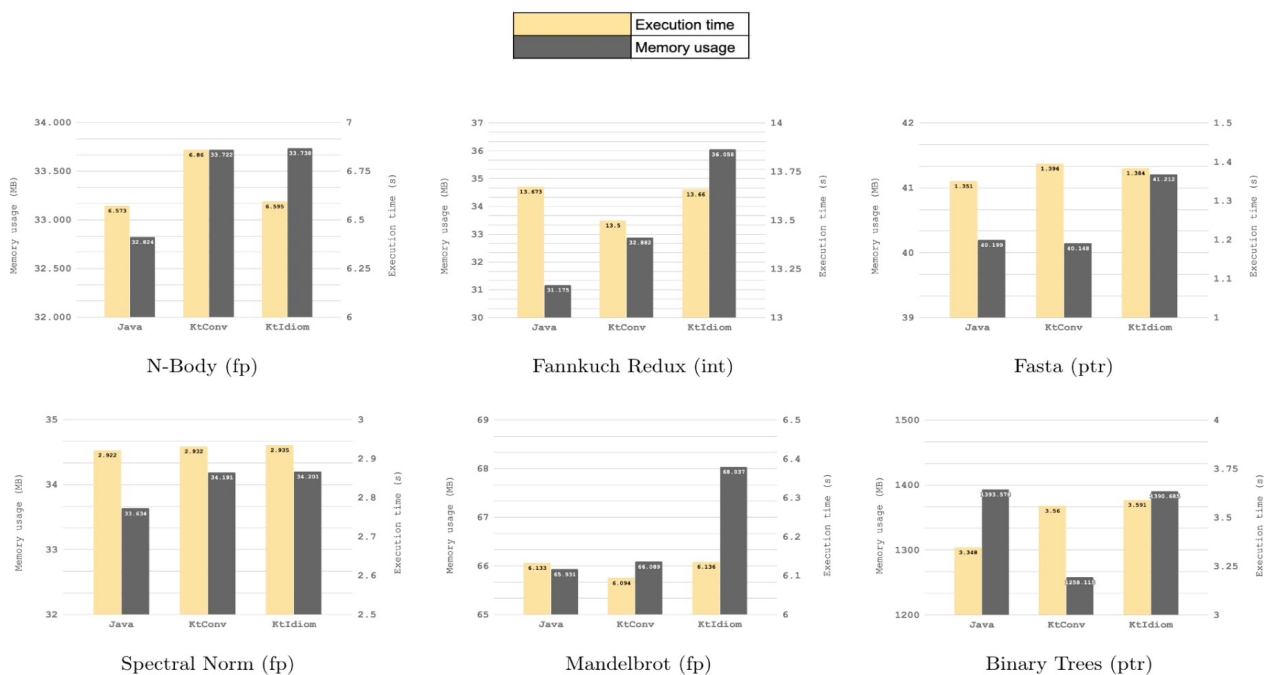 Execution time
Memory usage
34.000
33.500
33.000
32.500
32.000
Memory usage (MB)
6.573
32.824
6.86
33.722
6.595
33.738
7
6.75
6.5
6.25
6
Execution time (s)
Java
KtConv
KtIdiom
N-Body (fp)
37
36
35
34
33
32
31
30
Memory usage (MB)
13.673
31.175
13.5
32.882
13.66
36.058
14
13.75
13.5
13.25
13
Execution time (s)
Java
KtConv
KtIdiom
Fannkuch Redux (int)
42
41
40
39
Memory usage (MB)
1.351
40.199
1.394
40.148
1.384
41.212
1.5
1.4
1.3
1.2
1.1
1
Execution time (s)
Java
KtConv
KtIdiom
Fasta (ptr)
35
34
33
32
Memory usage (MB)
2.922
33.634
2.932
34.191
2.935
34.201
3
2.9
2.8
2.7
2.6
2.5
Execution time (s)
Java
KtConv
KtIdiom
Spectral Norm (fp)
69
68
67
66
65
Memory usage (MB)
6.133
65.931
6.094
66.089
6.136
68.037
6.5
6.4
6.3
6.2
6.1
6
Execution time (s)
Java
KtConv
KtIdiom
Mandelbrot (fp)
1500
1400
1300
1200
Memory usage (MB)
3.348
3.56
3.591
4
3.75
3.5
3.25
3
Execution time (s)
Java
KtConv
KtIdiom
Binary Trees (ptr)